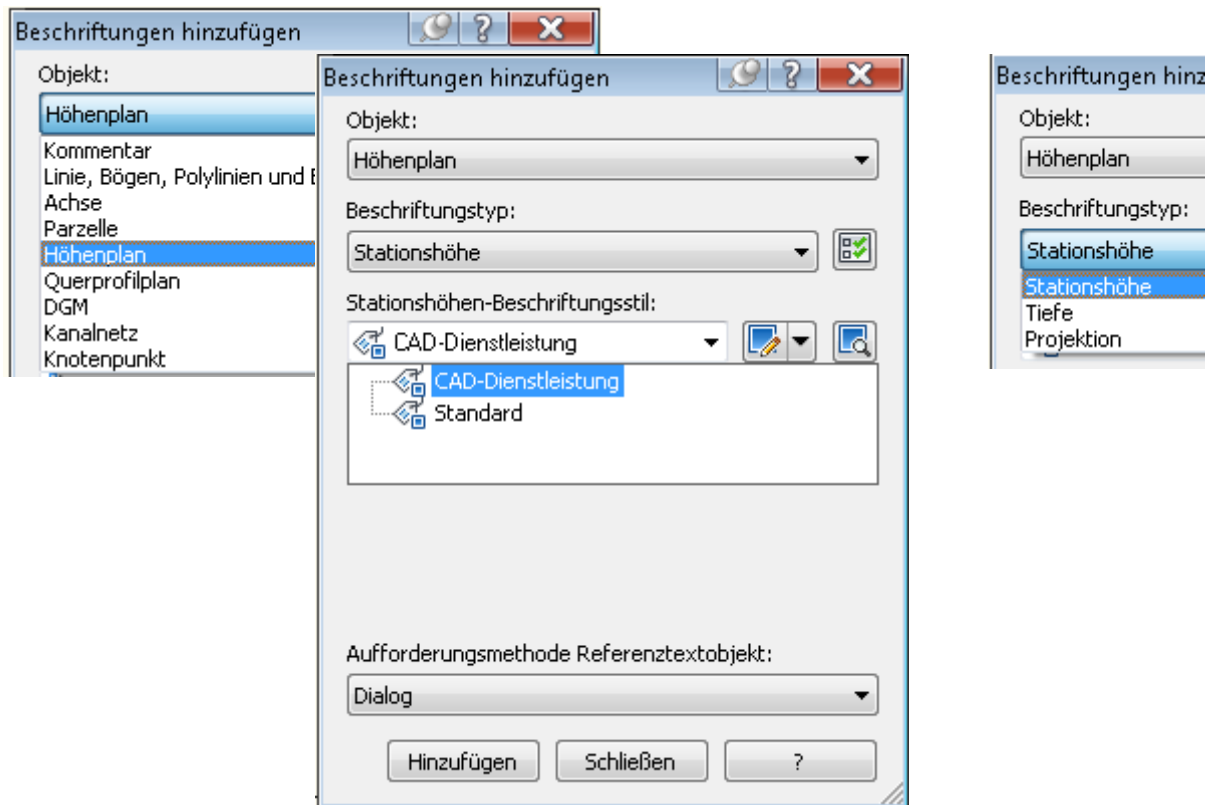 Beschriftungen hinzufügen
Objekt:
Höhenplan
Kommentar
Linie, Bögen, Polylinien und
Achse
Parzelle
Höhenplan
Querprofilplan
DGM
Kanalnetz
Knotenpunkt
Beschriftungen hinzufügen
Objekt:
Höhenplan
Beschriftungstyp:
Stationshöhe
Stationshöhen-Beschriftungsstil:
CAD-Dienstleistung
CAD-Dienstleistung
Standard
Aufforderungsmethode Referenztextobjekt:
Dialog
Hinzufügen Schließen ?
Beschriftungen hinz
Objekt:
Höhenplan
Beschriftungstyp:
Stationshöhe
Stationshöhe
Tiefe
Projektion